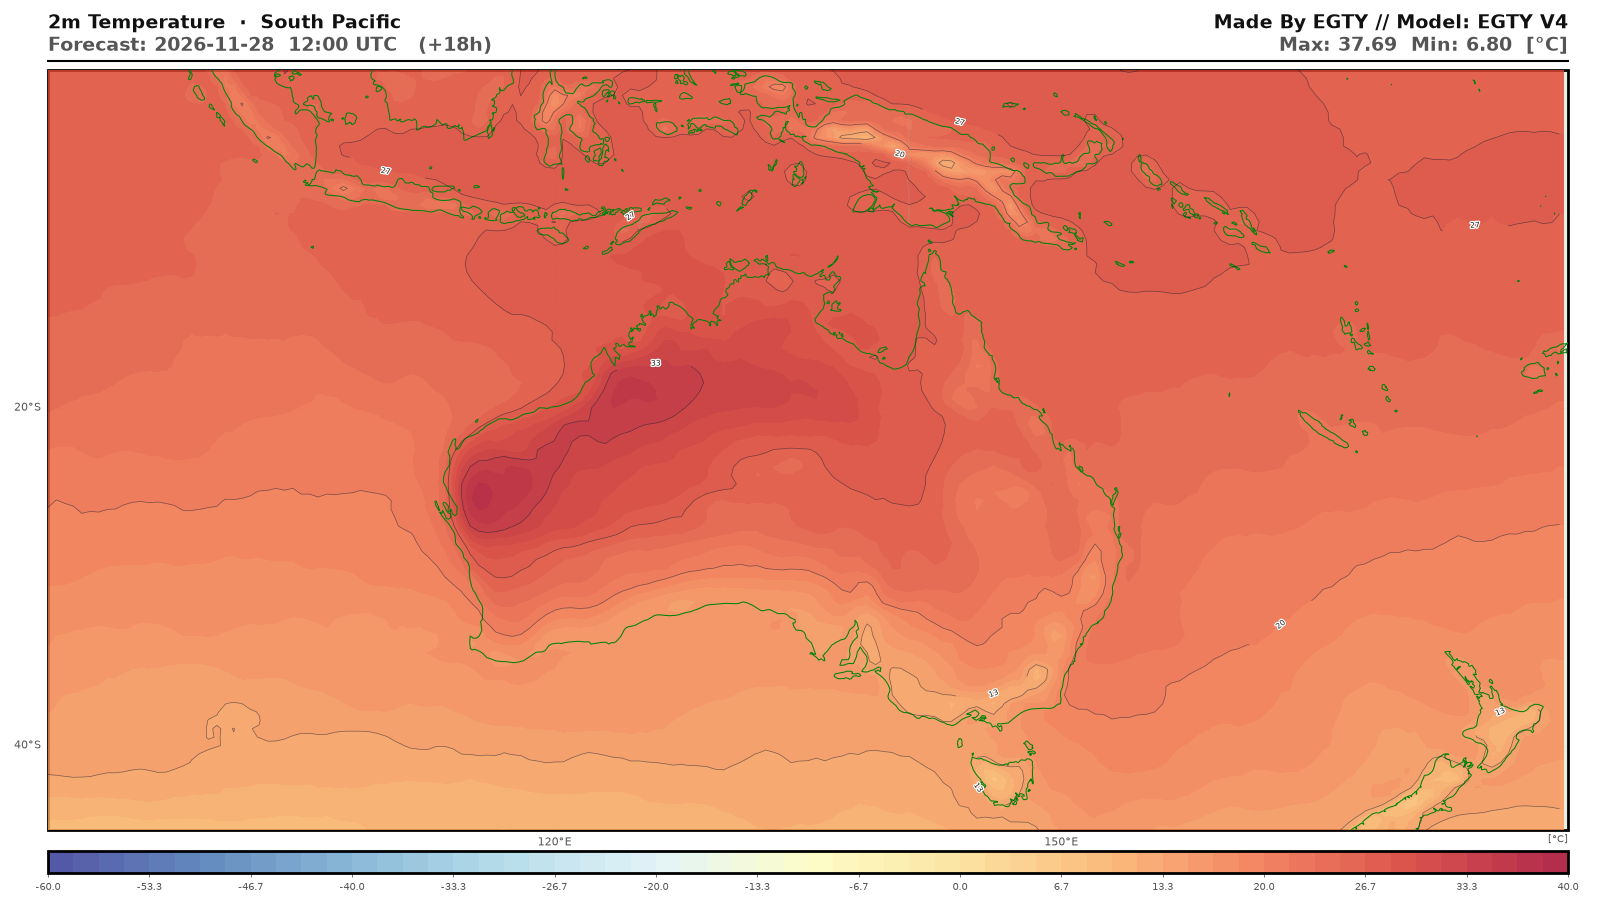 2m Temperature · South Pacific
Made By EGTY // Model: EGTY V4
Forecast: 2026-11-28 12:00 UTC (+18h)
Max: 37.69 Min: 6.80 [°C]
27
20
27
27
27
33
20°S
20
13
13
40°S
13
120°E
150°E
[°C]
-60.0
-53.3
-46.7
-40.0
-33.3
-26.7
-20.0
-13.3
-6.7
0.0
6.7
13.3
20.0
26.7
33.3
40.0